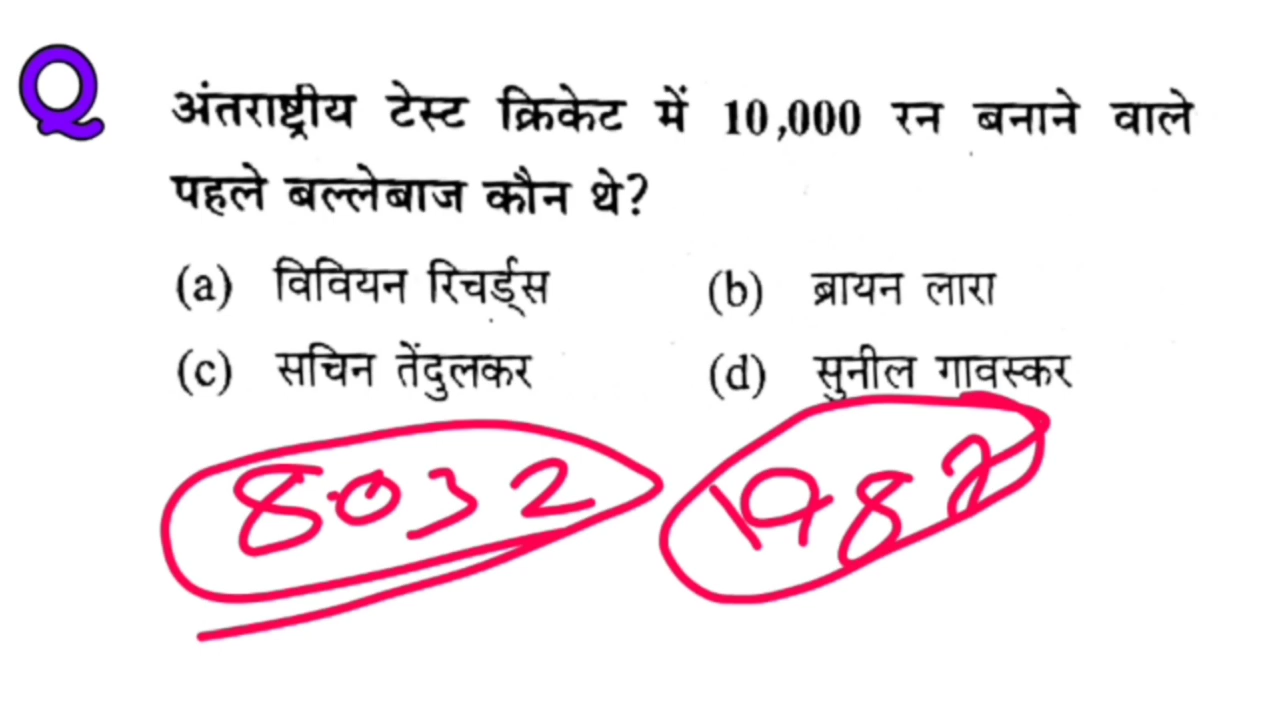 Q
अंतराष्ट्रीय टेस्ट क्रिकेट में 10,000 रन बनाने वाले
पहले बल्लेबाज कौन थे?
(a) विवियन रिचर्ड्स (b) ब्रायन लारा
(c) सचिन तेंदुलकर (d) सुनील गावस्कर
8032 1987